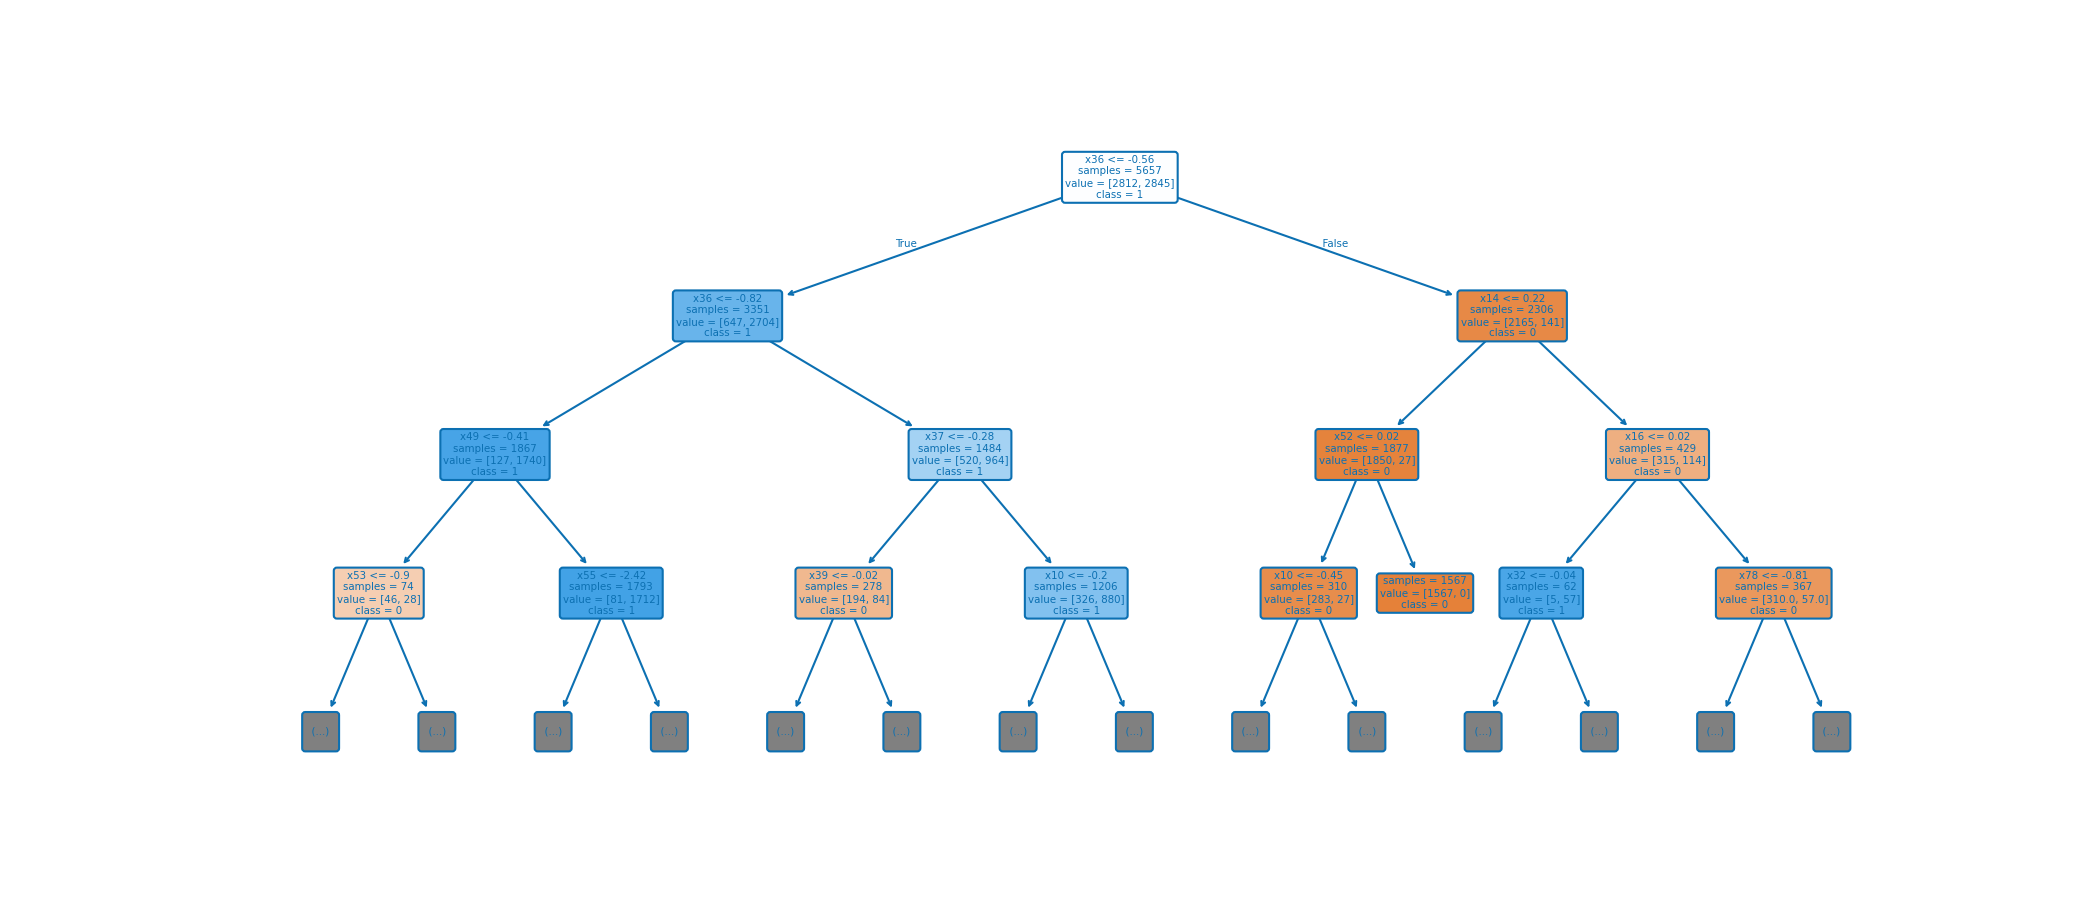 x36 <= -0.56
samples = 5657
value = [2812, 2845]
class = 1
True
False
x36 <= -0.82
samples = 3351
value = [647, 2704]
class = 1
x14 <= 0.22
samples = 2306
value = [2165, 141]
class = 0
x49 <= -0.41
samples = 1867
value = [127, 1740]
class = 1
x37 <= -0.28
samples = 1484
value = [520, 964]
class = 1
x52 <= 0.02
samples = 1877
value = [1850, 27]
class = 0
x16 <= 0.02
samples = 429
value = [315, 114]
class = 0
x53 <= -0.9
samples = 74
value = [46, 28]
class = 0
x55 <= -2.42
samples = 1793
value = [81, 1712]
class = 1
x39 <= -0.02
samples = 278
value = [194, 84]
class = 0
x10 <= -0.2
samples = 1206
value = [326, 880]
class = 1
x10 <= -0.45
samples = 310
value = [283, 27]
class = 0
samples = 1567
value = [1567, 0]
class = 0
x32 <= -0.04
samples = 62
value = [5, 57]
class = 1
x78 <= -0.81
samples = 367
value = [310.0, 57.0]
class = 0
(...)
(...)
(...)
(...)
(...)
(...)
(...)
(...)
(...)
(...)
(...)
(...)
(...)
(...)